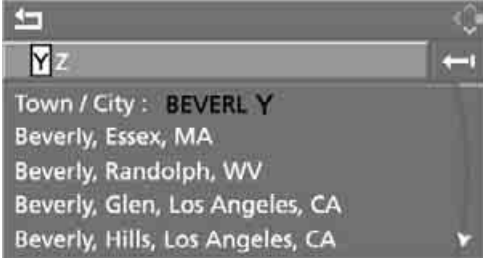 Y Z
Town / City : BEVERL Y
Beverly, Essex, MA
Beverly, Randolph, WV
Beverly, Glen, Los Angeles, CA
Beverly, Hills, Los Angeles, CA